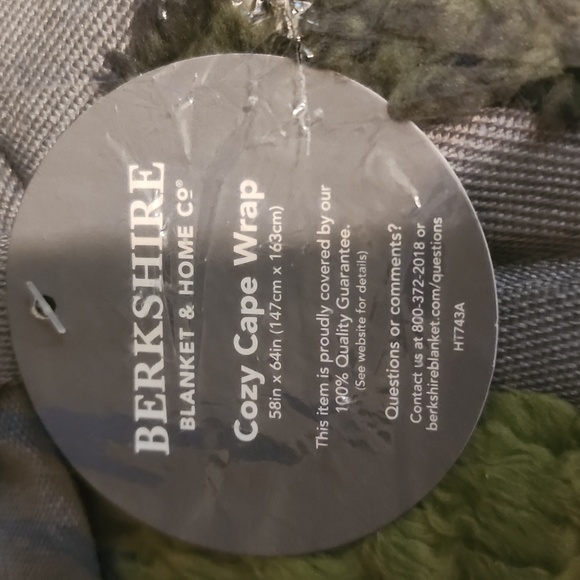 BERKSHIRE
BLANKET & HOME CO®
Cozy Cape Wrap
58in x 64in (147cm x 163cm)
This item is proudly covered by our
100% Quality Guarantee.
(See website for details)
Questions or comments?
Contact us at 800-372-2018 or
berkshireblanket.com/questions
HT743A